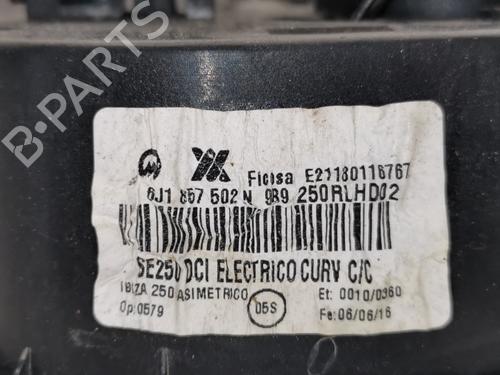 B-PARTS
Ficosa E21180116767
6J1 857 502 N 9B9 250RLHD02
SE250 DCI ELECTRICO CURV C/C
IBIZA 250 ASIMETRICO
05S
Et: 0010/0360
Op:0579
Fe:06/06/16